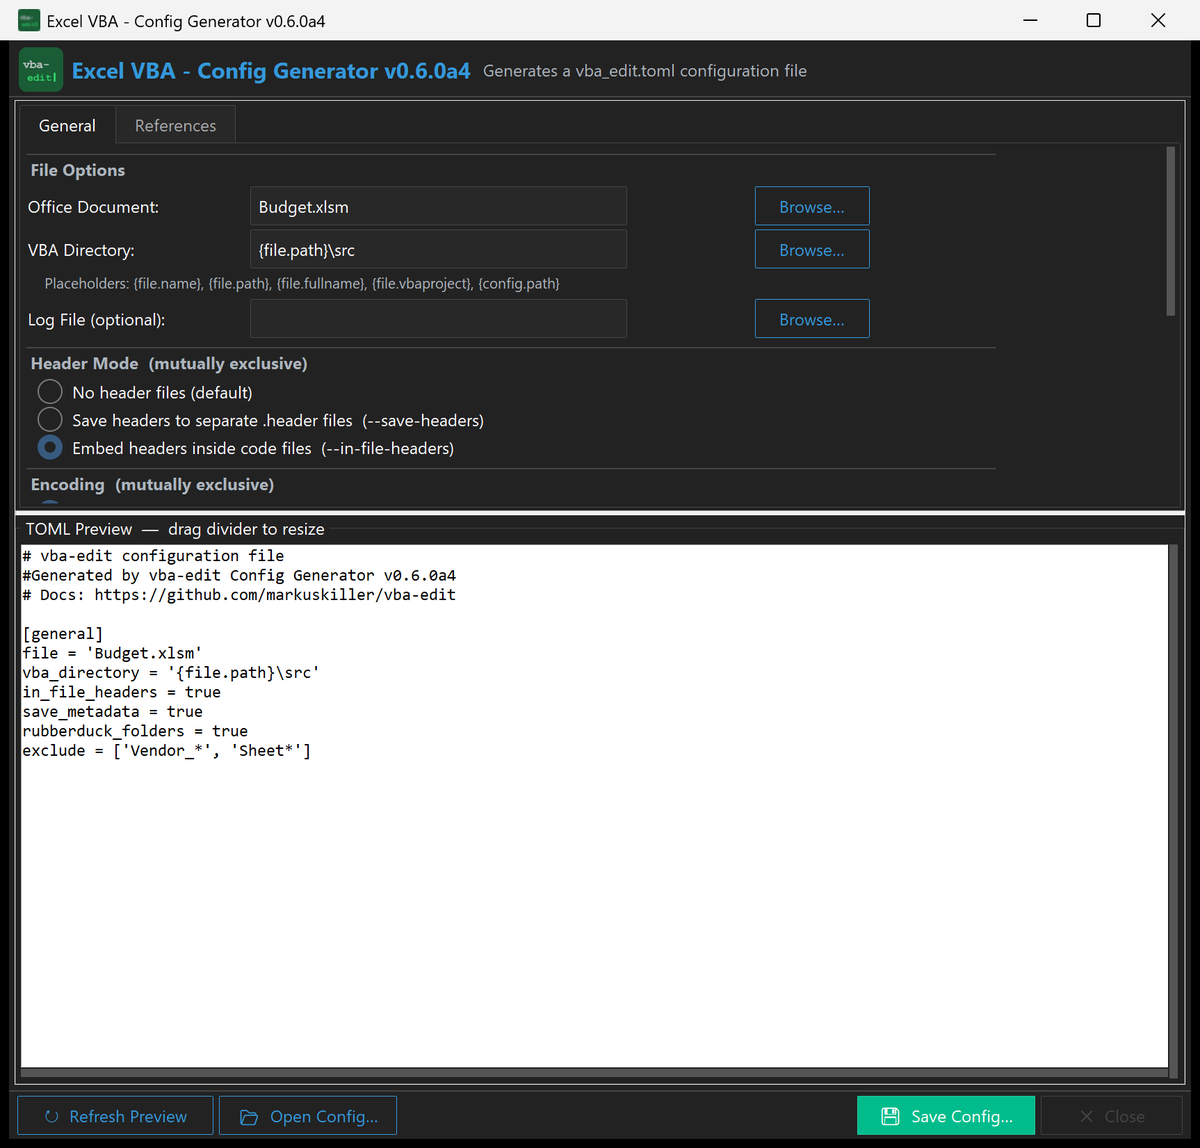 Excel VBA - Config Generator v0.6.0a4
vba-
edit
Excel VBA - Config Generator v0.6.0a4 Generates a vba_edit.toml configuration file
General References
File Options
Office Document: Budget.xlsm Browse...
VBA Directory: {file.path}\src Browse...
Placeholders: {file.name}, {file.path}, {file.fullname}, {file.vbaproject}, {config.path}
Log File (optional): Browse...
Header Mode (mutually exclusive)
No header files (default)
Save headers to separate .header files (--save-headers)
Embed headers inside code files (--in-file-headers)
Encoding (mutually exclusive)
TOML Preview — drag divider to resize
# vba-edit configuration file
#Generated by vba-edit Config Generator v0.6.0a4
# Docs: https://github.com/markuskiller/vba-edit
[general]
file = 'Budget.xlsm'
vba_directory = '{file.path}\src'
in_file_headers = true
save_metadata = true
rubberduck_folders = true
exclude = ['Vendor_*', 'Sheet*']
Refresh Preview Open Config... Save Config... Close